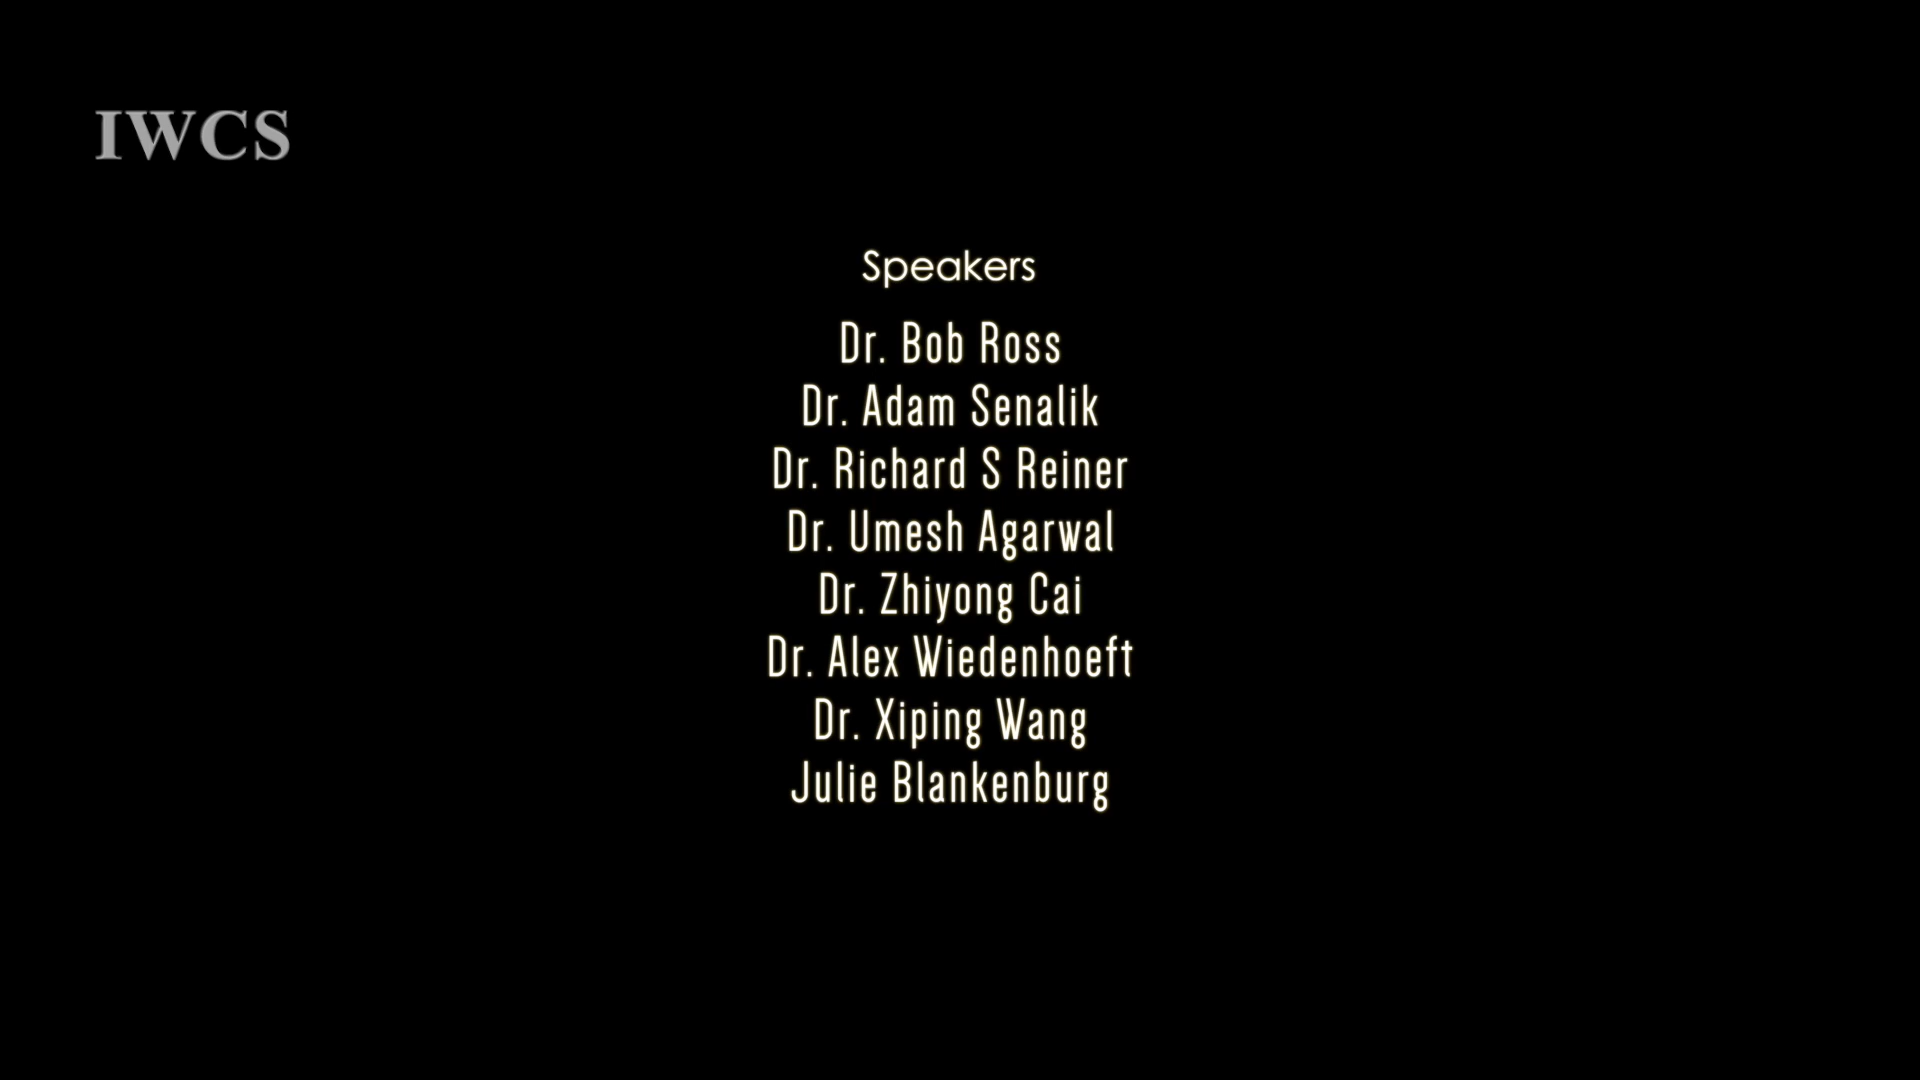 IWCS
Speakers
Dr. Bob Ross
Dr. Adam Senalik
Dr. Richard S Reiner
Dr. Umesh Agarwal
Dr. Zhiyong Cai
Dr. Alex Wiedenhoeft
Dr. Xiping Wang
Julie Blankenburg